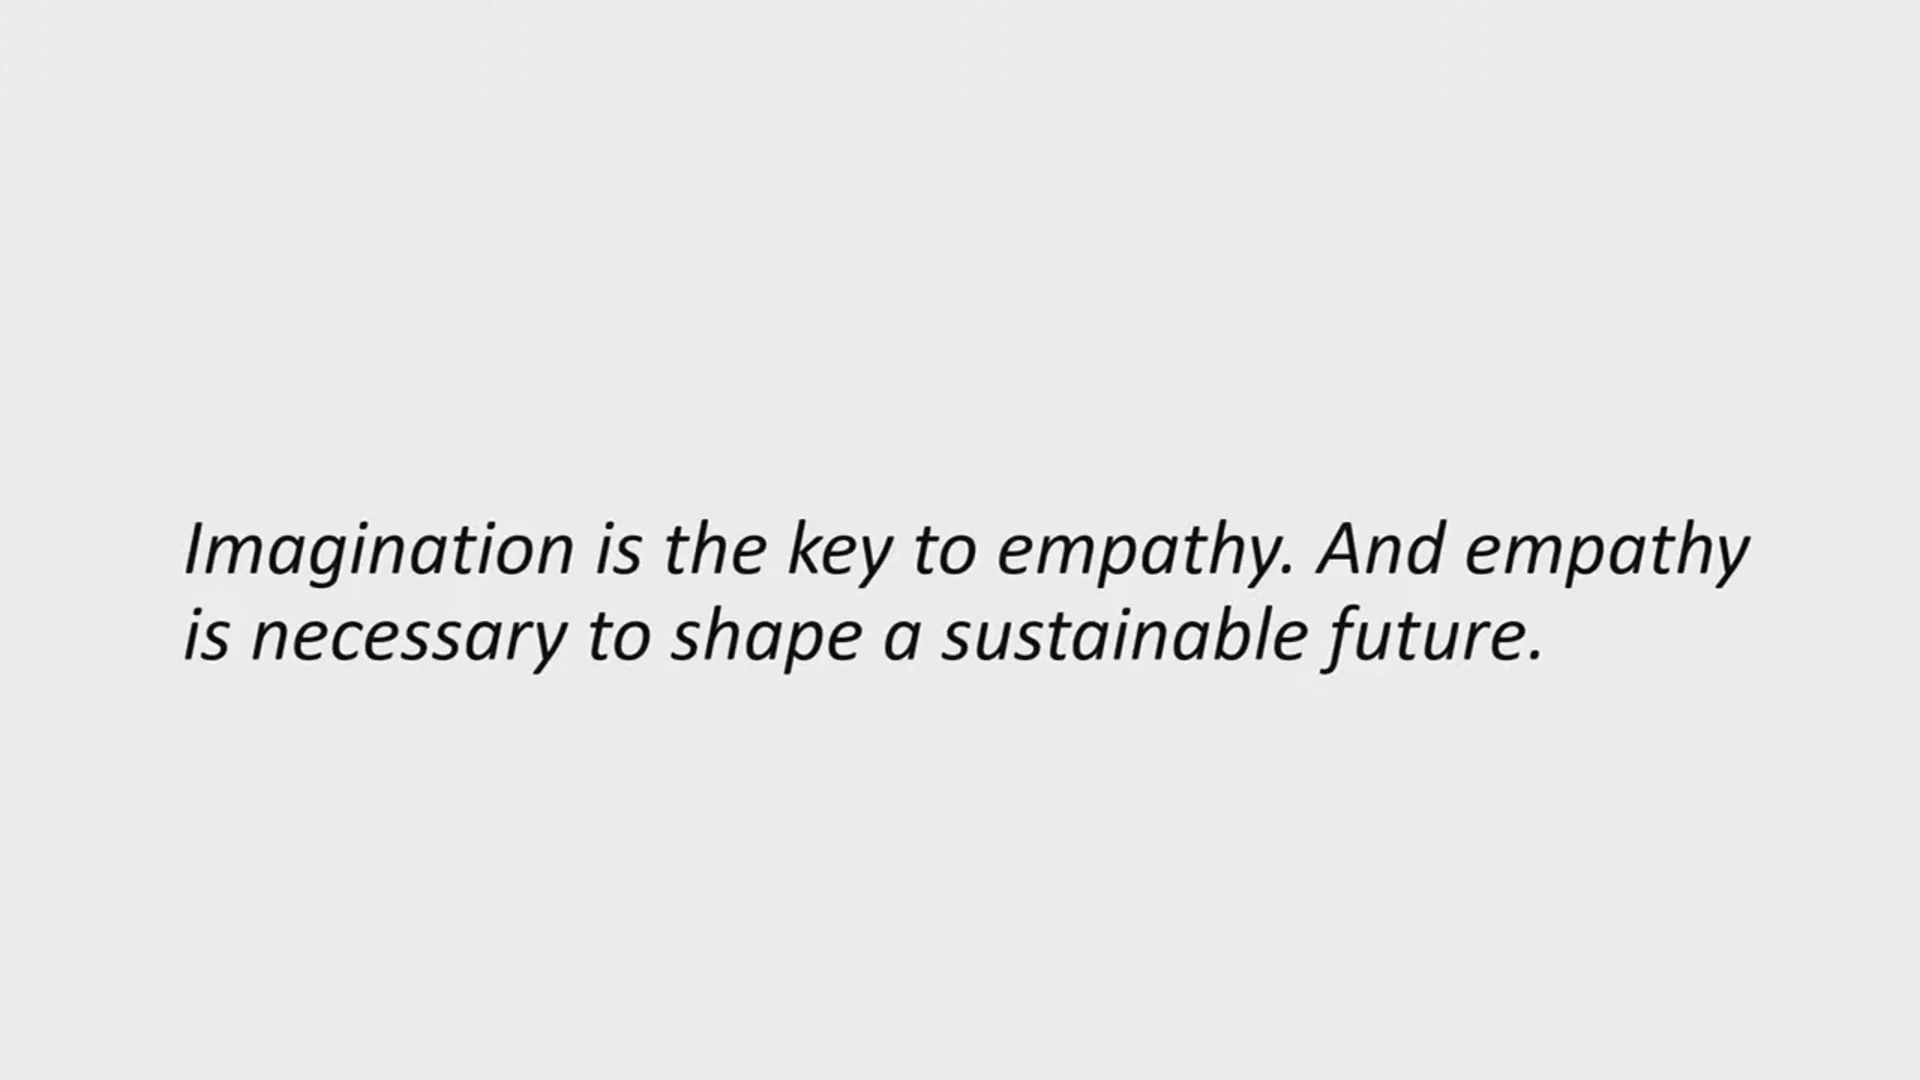 Imagination is the key to empathy. And empathy
is necessary to shape a sustainable future.